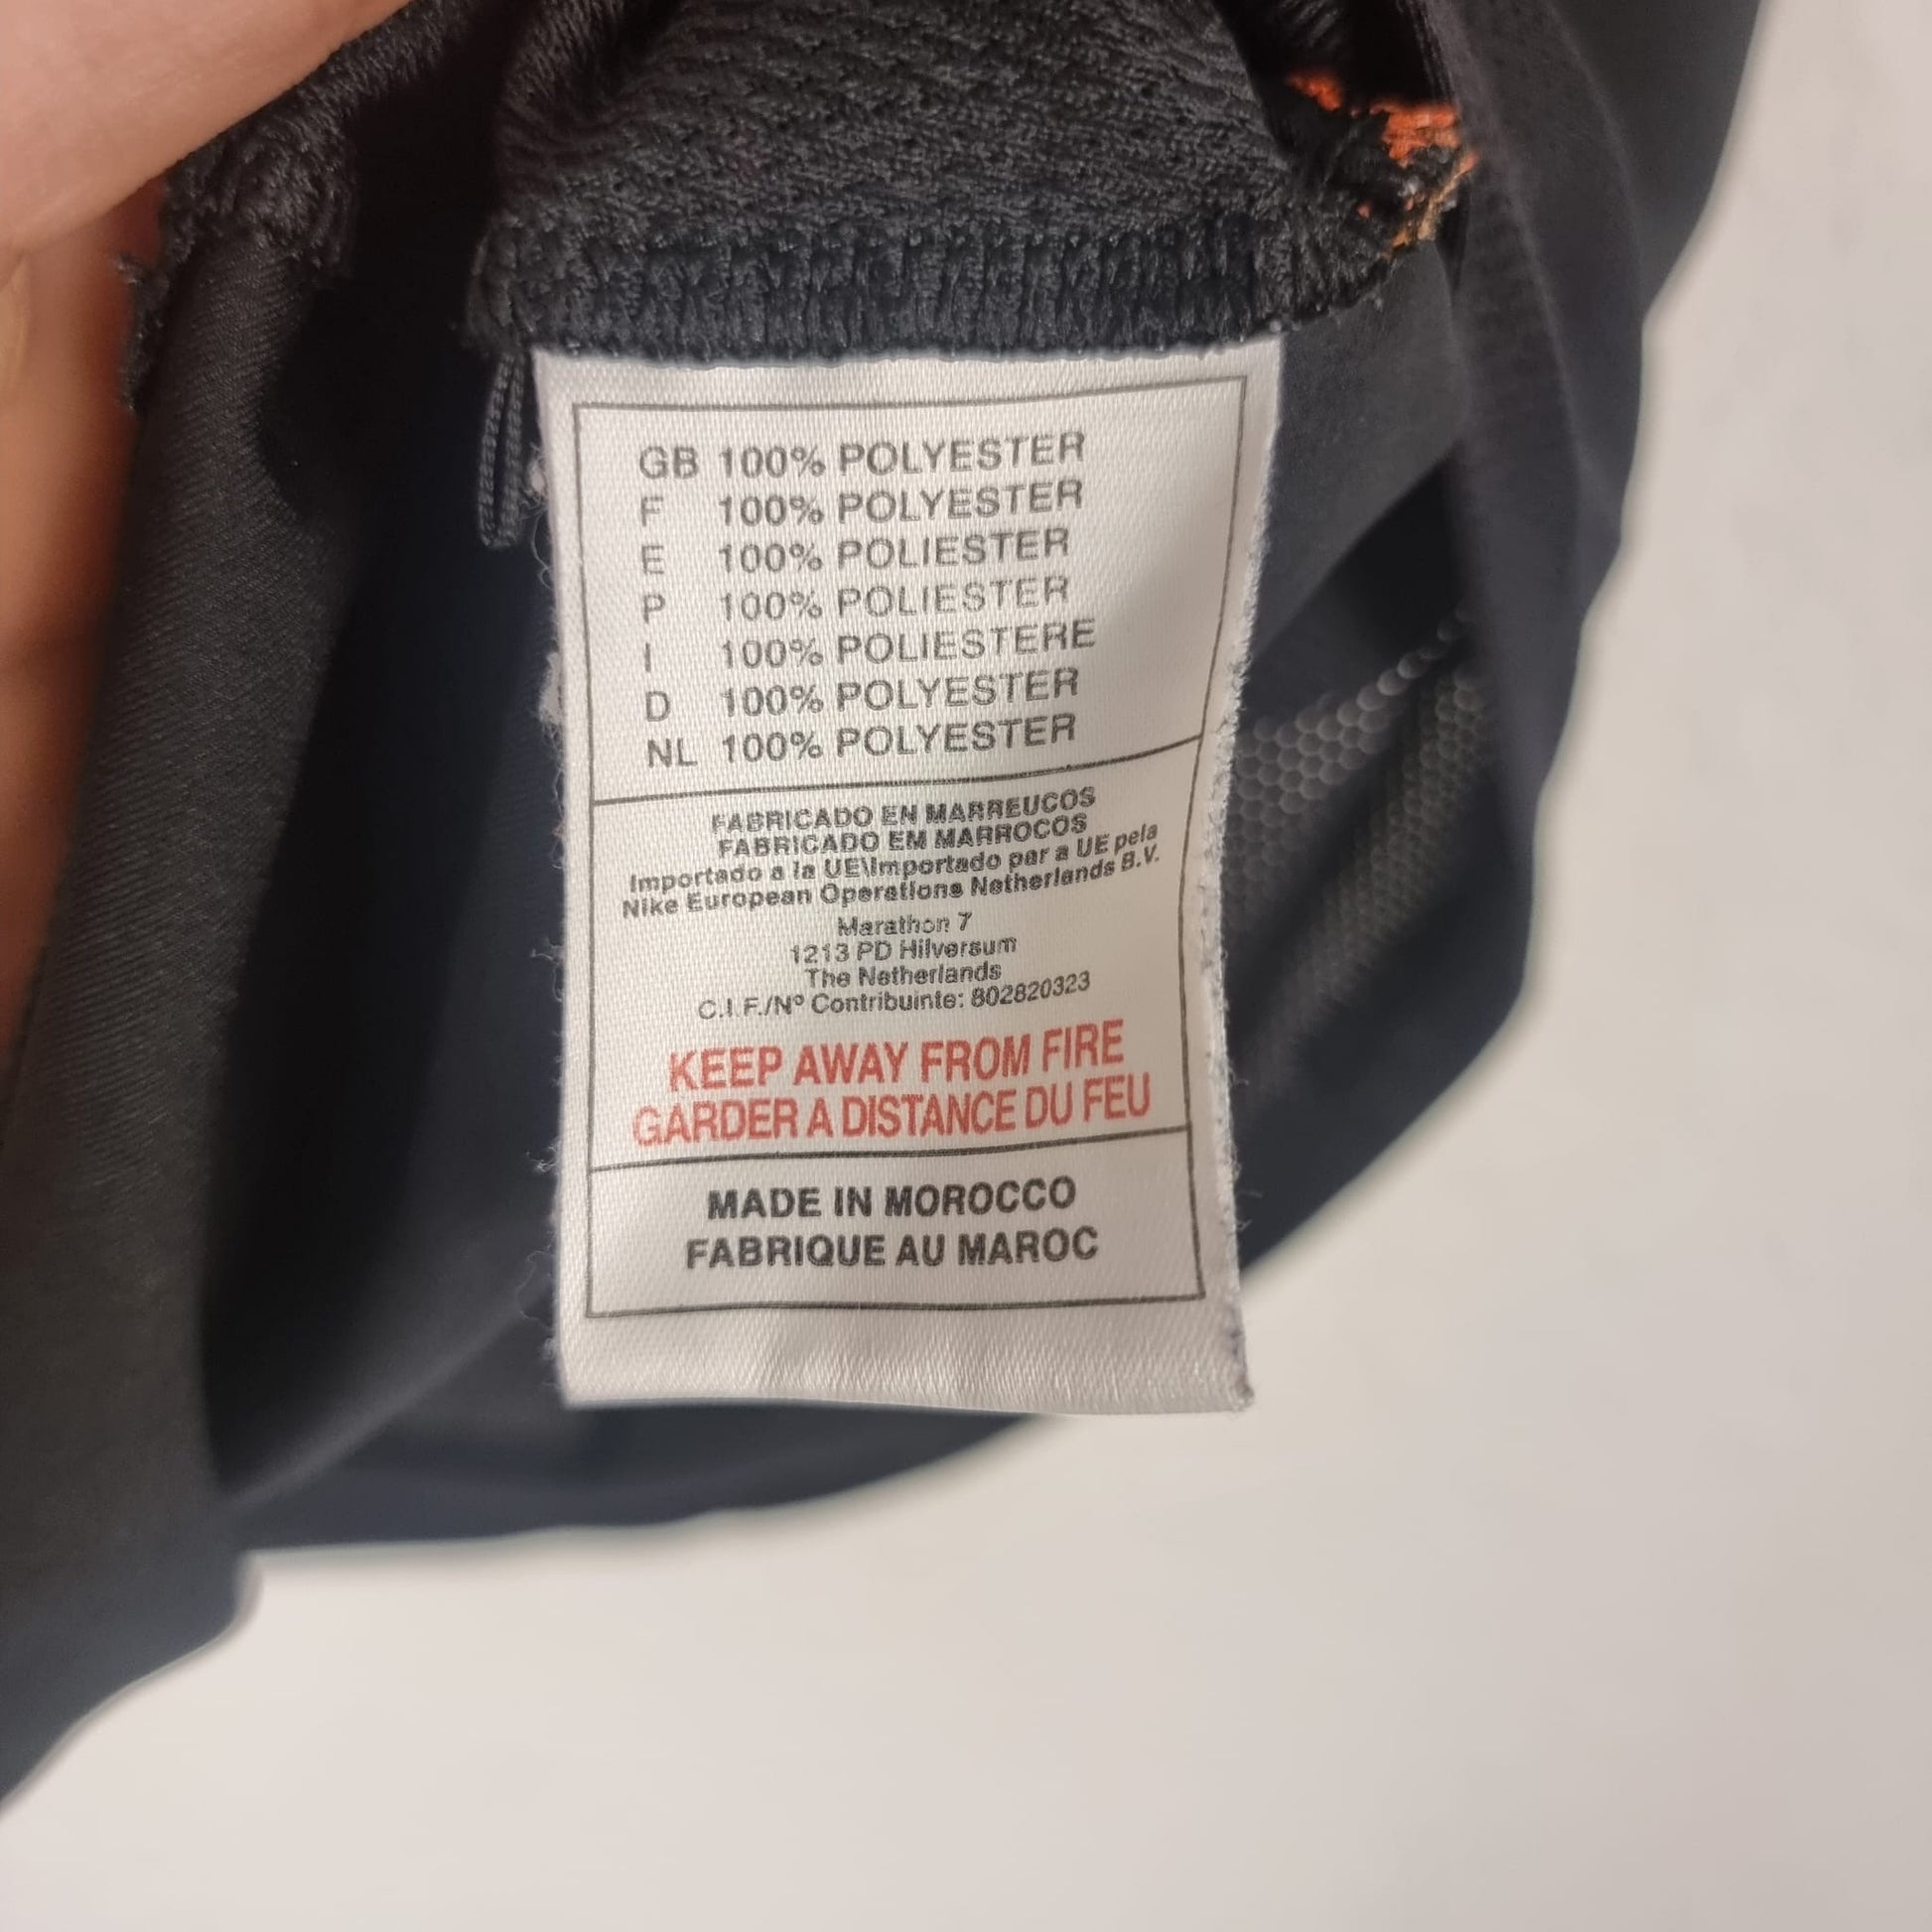 GB 100% POLYESTER
F 100% POLYESTER
E 100% POLIESTER
P 100% POLIESTER
I 100% POLIESTERE
D 100% POLYESTER
NL 100% POLYESTER
FABRICADO EN MARREUCOS
FABRICADO EM MARROCOS
Importado a la UE\Importado par a UE pela
Nike European Operations Netherlands B.V.
Marathon 7
1213 PD Hilversum
The Netherlands
C.I.F./Nº Contribuinte: 802820323
KEEP AWAY FROM FIRE
GARDER A DISTANCE DU FEU
MADE IN MOROCCO
FABRIQUE AU MAROC